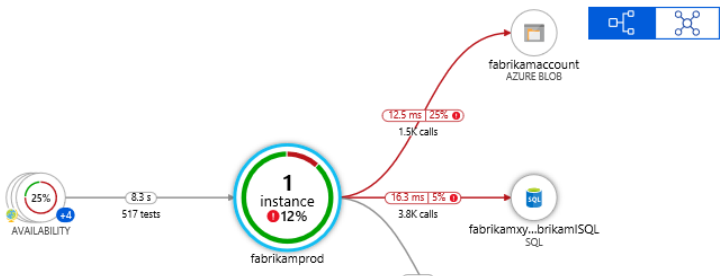 fabrikamaccount
AZURE BLOB
12.5 ms | 25%
1.5K calls
25%
+4
AVAILABILITY
8.3 s
517 tests
1
instance
12%
fabrikamprod
16.3 ms | 5%
3.8K calls
SQL
fabrikamxy...brikamlSQL
SQL